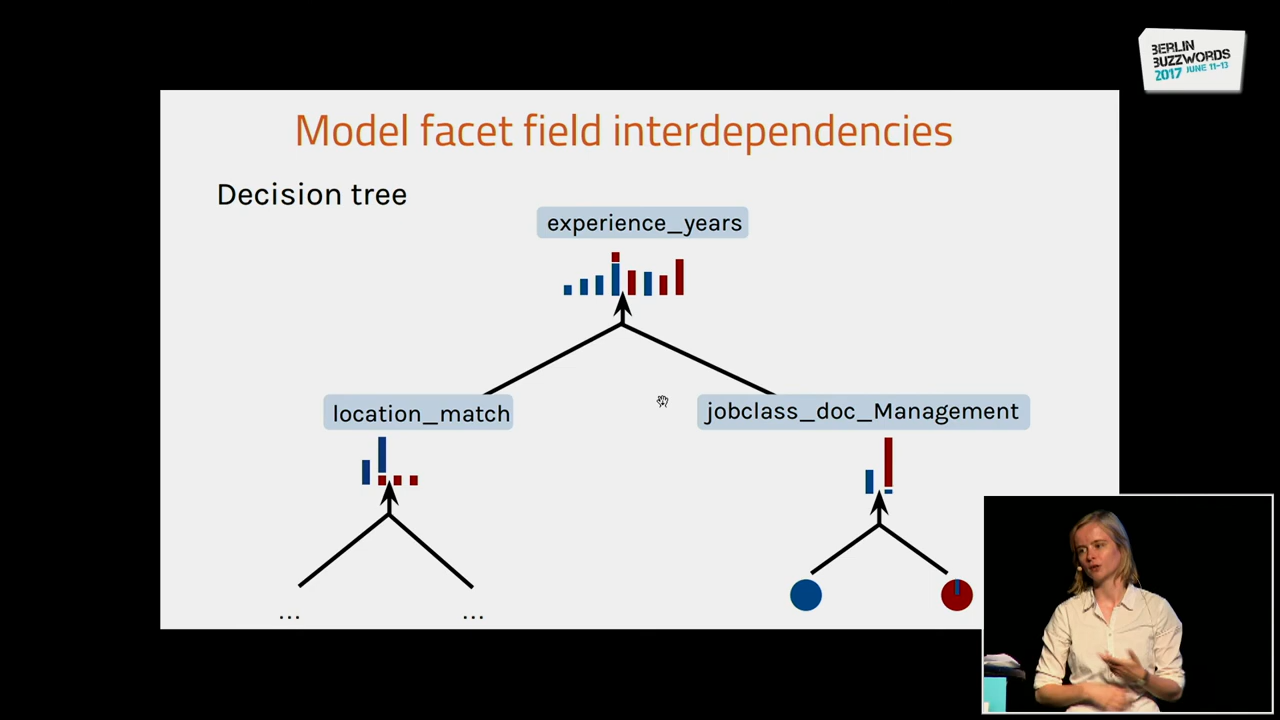 BERLIN
BUZZWORDS
2017 JUNE 11-13
Model facet field interdependencies
Decision tree
experience_years
location_match
jobclass_doc_Management
...
...